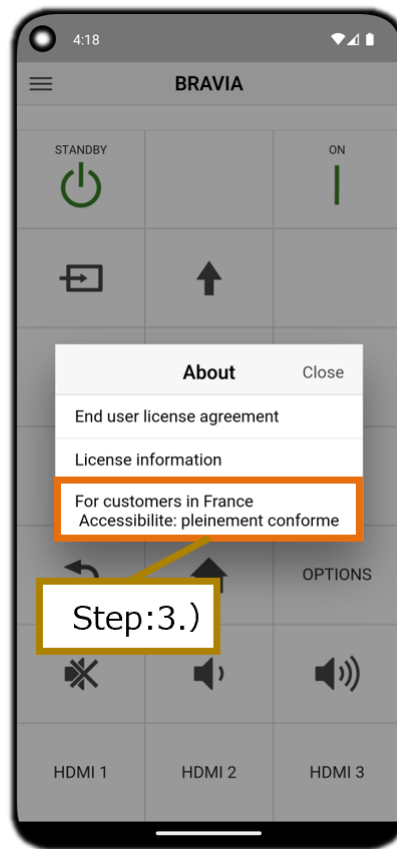 4:18
BRAVIA
STANDBY
ON
About
Close
End user license agreement
License information
For customers in France
Accessibilite: pleinement conforme
OPTIONS
Step:3.)
HDMI 1
HDMI 2
HDMI 3